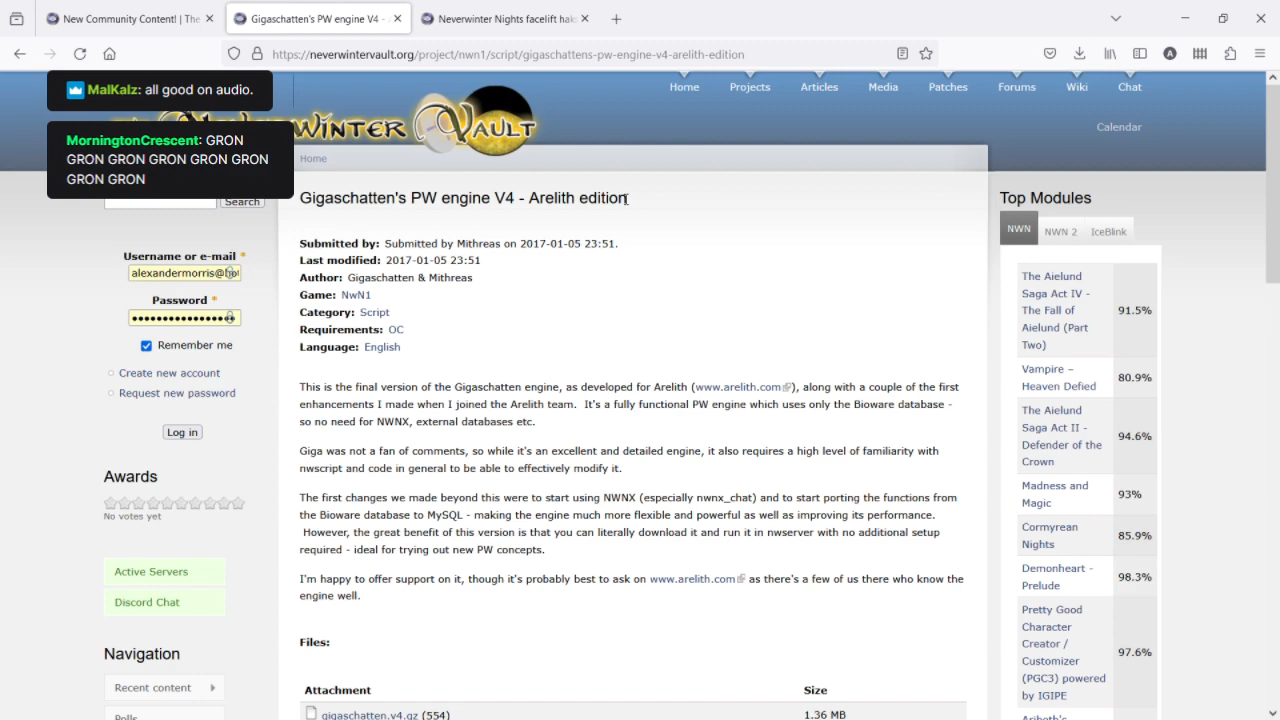 New Community Content! | The
Gigaschatten's PW engine V4 -
Neverwinter Nights facelift hak
https://neverwintervault.org/project/nwn1/script/gigaschattens-pw-engine-v4-arelith-edition
MalKalz: all good on audio.
MorningtonCrescent: GRON
GRON GRON GRON GRON GRON
GRON GRON
Home
Projects
Articles
Media
Patches
Forums
Wiki
Chat
Calendar
WINTER VAULT
Home
Search
Username or e-mail *
alexandermorris@
Password *
Remember me
Create new account
Request new password
Log in
Awards
No votes yet
Active Servers
Discord Chat
Navigation
Recent content
Polls
Gigaschatten's PW engine V4 - Arelith edition
Submitted by: Submitted by Mithreas on 2017-01-05 23:51.
Last modified: 2017-01-05 23:51
Author: Gigaschatten & Mithreas
Game: NwN1
Category: Script
Requirements: OC
Language: English
This is the final version of the Gigaschatten engine, as developed for Arelith (www.arelith.com), along with a couple of the first
enhancements I made when I joined the Arelith team. It's a fully functional PW engine which uses only the Bioware database -
so no need for NWNX, external databases etc.
Giga was not a fan of comments, so while it's an excellent and detailed engine, it also requires a high level of familiarity with
nwscript and code in general to be able to effectively modify it.
The first changes we made beyond this were to start using NWNX (especially nwnx_chat) and to start porting the functions from
the Bioware database to MySQL - making the engine much more flexible and powerful as well as improving its performance.
However, the great benefit of this version is that you can literally download it and run it in nwserver with no additional setup
required - ideal for trying out new PW concepts.
I'm happy to offer support on it, though it's probably best to ask on www.arelith.com as there's a few of us there who know the
engine well.
Files:
Attachment
Size
gigaschatten.v4.gz (554)
1.36 MB
Top Modules
NWN
NWN 2
IceBlink
The Aielund
Saga Act IV -
The Fall of
Aielund (Part
Two)
91.5%
Vampire –
Heaven Defied
80.9%
The Aielund
Saga Act II -
Defender of the
Crown
94.6%
Madness and
Magic
93%
Cormyrean
Nights
85.9%
Demonheart -
Prelude
98.3%
Pretty Good
Character
Creator /
Customizer
(PGC3) powered
by IGIPE
97.6%